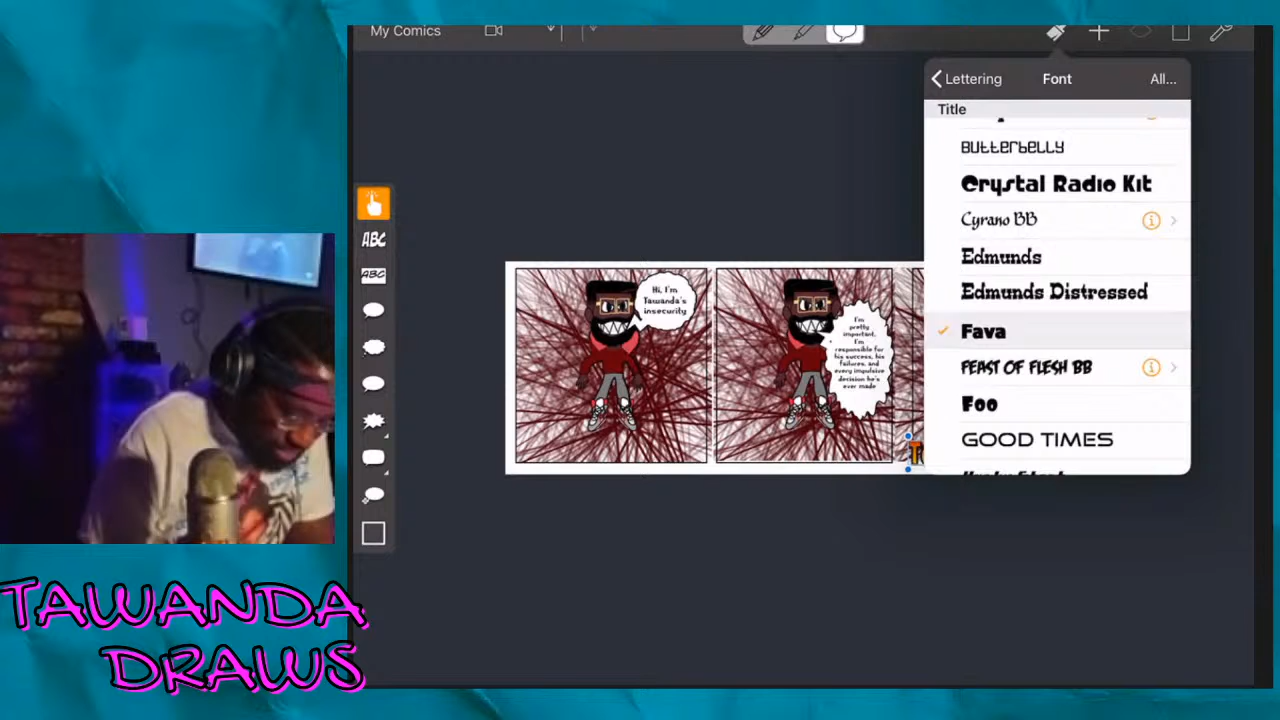 My Comics
Lettering
Font
All...
Title
Butterbelly
Crystal Radio Kit
Cyrano BB
Edmunds
Edmunds Distressed
Fava
FEAST OF FLESH BB
Foo
GOOD TIMES
ABC
ABC
Hi, I'm
Tawanda's
insecurity
I'm
pretty
important.
I'm
responsible for
his success, his
failures, and
every impulsive
decision he's
ever made
TAWANDA
DRAWS